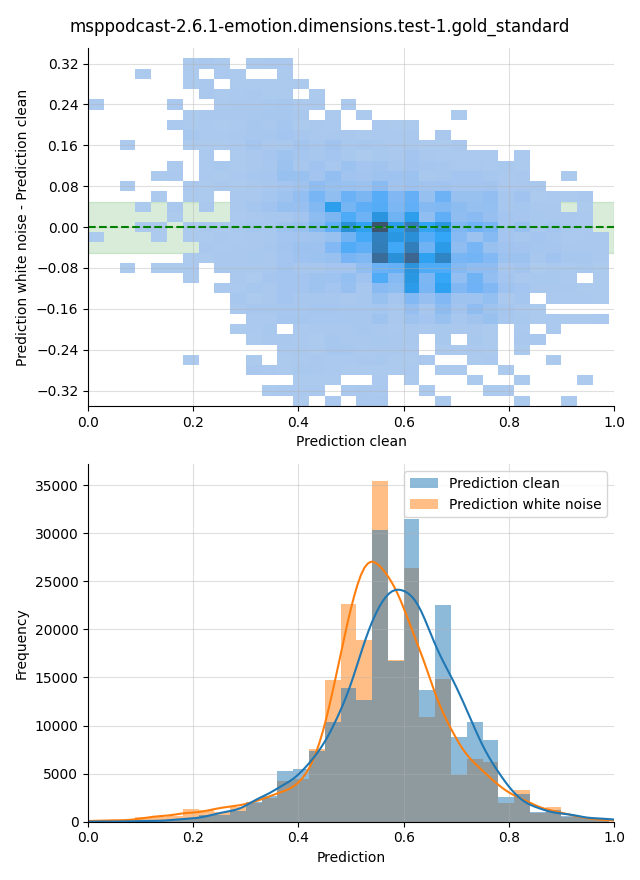 msppodcast-2.6.1-emotion.dimensions.test-1.gold_standard
Prediction white noise - Prediction clean
0.32
0.24
0.16
0.08
0.00
−0.08
−0.16
−0.24
−0.32
0.0 0.2 0.4 0.6 0.8 1.0
Prediction clean
Prediction clean
Prediction white noise
Frequency
35000
30000
25000
20000
15000
10000
5000
0
0.0 0.2 0.4 0.6 0.8 1.0
Prediction